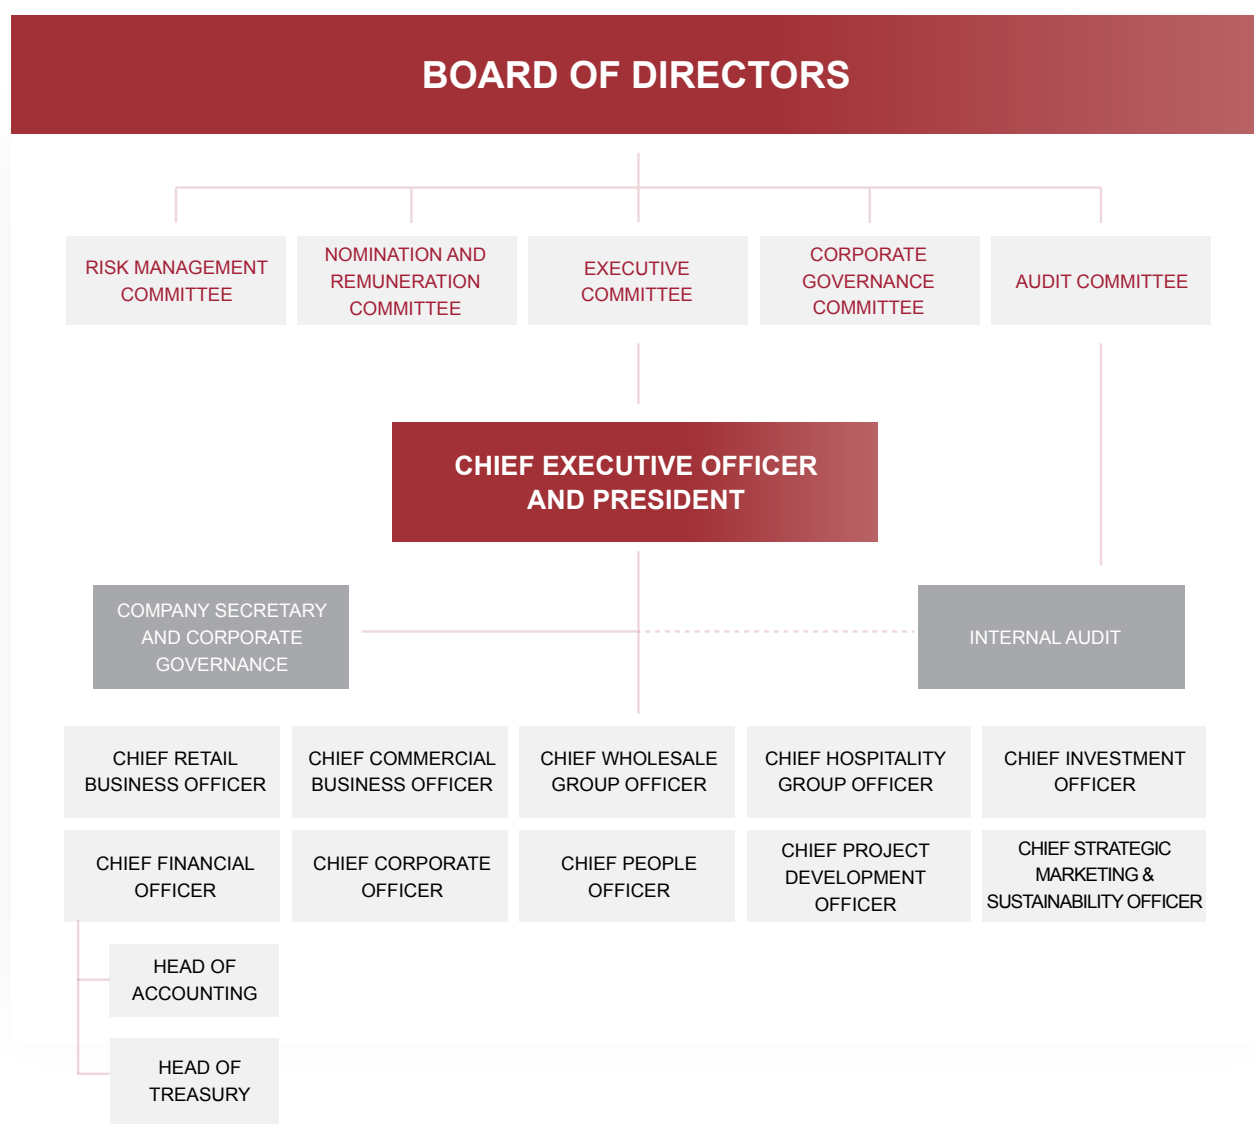 BOARD OF DIRECTORS
RISK MANAGEMENT
COMMITTEE
NOMINATION AND
REMUNERATION
COMMITTEE
EXECUTIVE
COMMITTEE
CORPORATE
GOVERNANCE
COMMITTEE
AUDIT COMMITTEE
CHIEF EXECUTIVE OFFICER
AND PRESIDENT
COMPANY SECRETARY
AND CORPORATE
GOVERNANCE
INTERNAL AUDIT
CHIEF RETAIL
BUSINESS OFFICER
CHIEF COMMERCIAL
BUSINESS OFFICER
CHIEF WHOLESALE
GROUP OFFICER
CHIEF HOSPITALITY
GROUP OFFICER
CHIEF INVESTMENT
OFFICER
CHIEF FINANCIAL
OFFICER
CHIEF CORPORATE
OFFICER
CHIEF PEOPLE
OFFICER
CHIEF PROJECT
DEVELOPMENT
OFFICER
CHIEF STRATEGIC
MARKETING &
SUSTAINABILITY OFFICER
HEAD OF
ACCOUNTING
HEAD OF
TREASURY